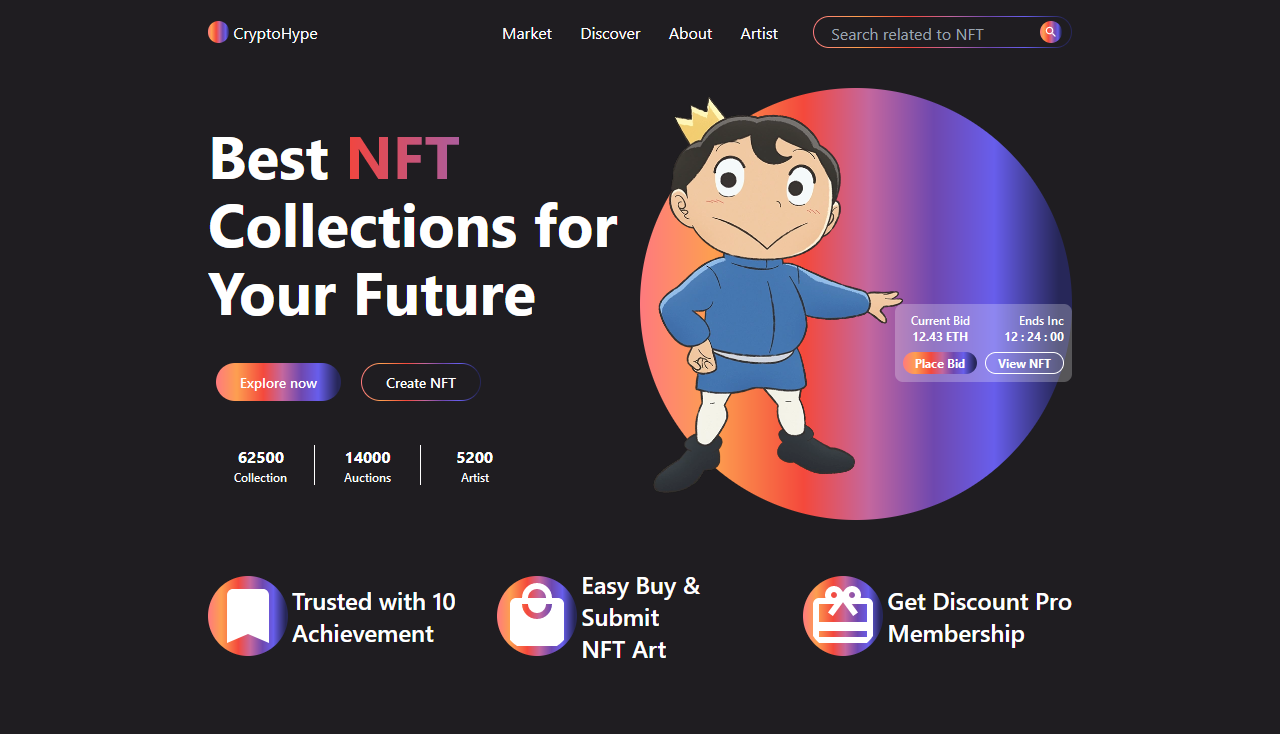 CryptoHype
Market
Discover
About
Artist
Search related to NFT
Best NFT
Collections for
Your Future
Explore now
Create NFT
62500
Collection
14000
Auctions
5200
Artist
Current Bid
12.43 ETH
Ends Inc
12 : 24 : 00
Place Bid
View NFT
Trusted with 10
Achievement
Easy Buy &
Submit
NFT Art
Get Discount Pro
Membership